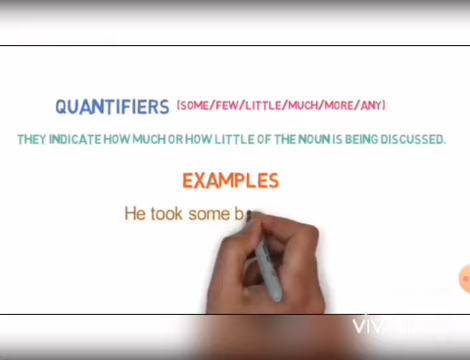 QUANTIFIERS (SOME/FEW/LITTLE/MUCH/MORE/ANY)
THEY INDICATE HOW MUCH OR HOW LITTLE OF THE NOUN IS BEING DISCUSSED.
EXAMPLES
He took some b